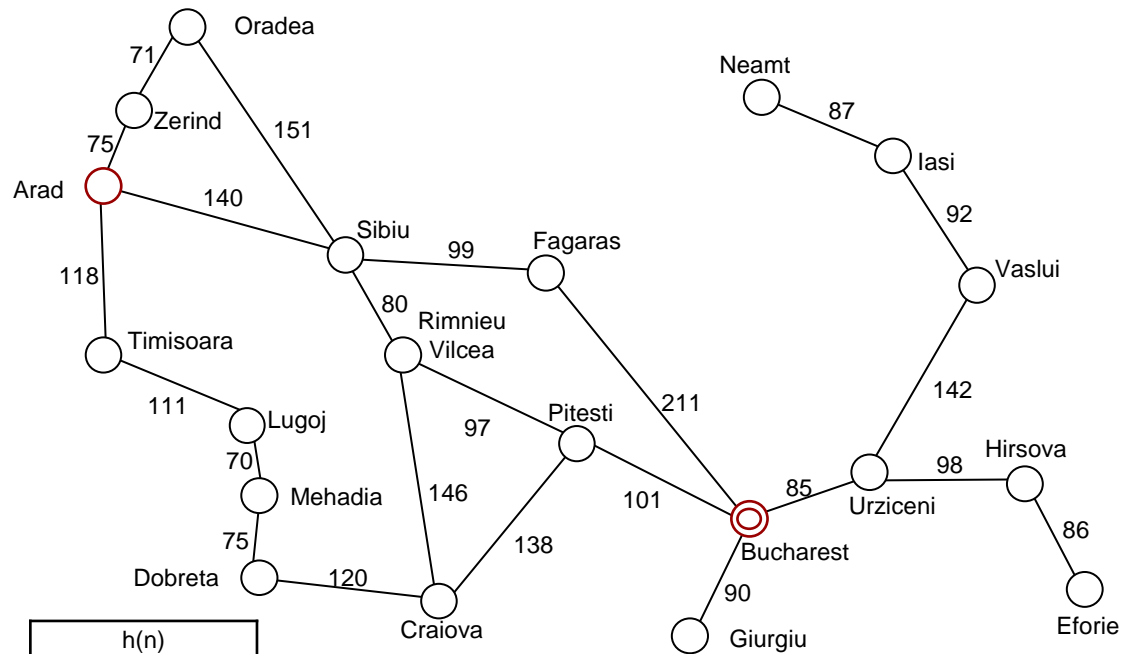 Oradea
71
Neamt
87
Zerind
75
151
Iasi
Arad
140
92
Sibiu
Fagaras
99
Vaslui
118
80
Rimnieu
Vilcea
Timisoara
142
111
211
Pitesti
Lugoj
97
Hirsova
70
98
Mehadia
146
101
85
Urziceni
86
75
138
Bucharest
Dobreta
120
90
Craiova
Giurgiu
Eforie
h(n)